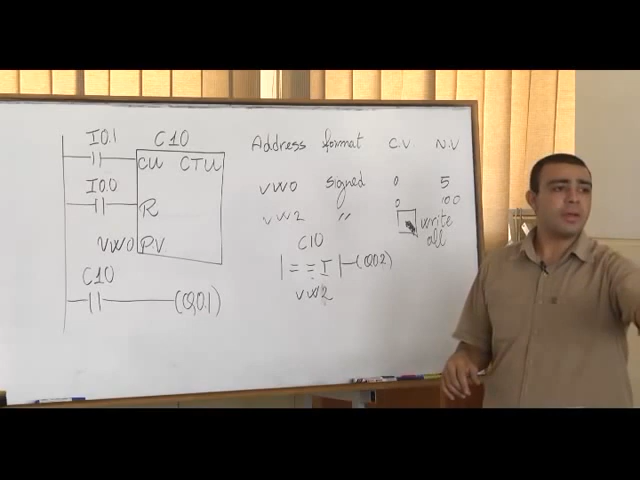 I0.1 C10
CU CTU
I0.0
R
VW0 PV
C10
(Q0.1)
Address format C.V. N.V
VW0 signed 0 5
VW2 " 0
write
all
C10
==I (Q0.2)
VW2